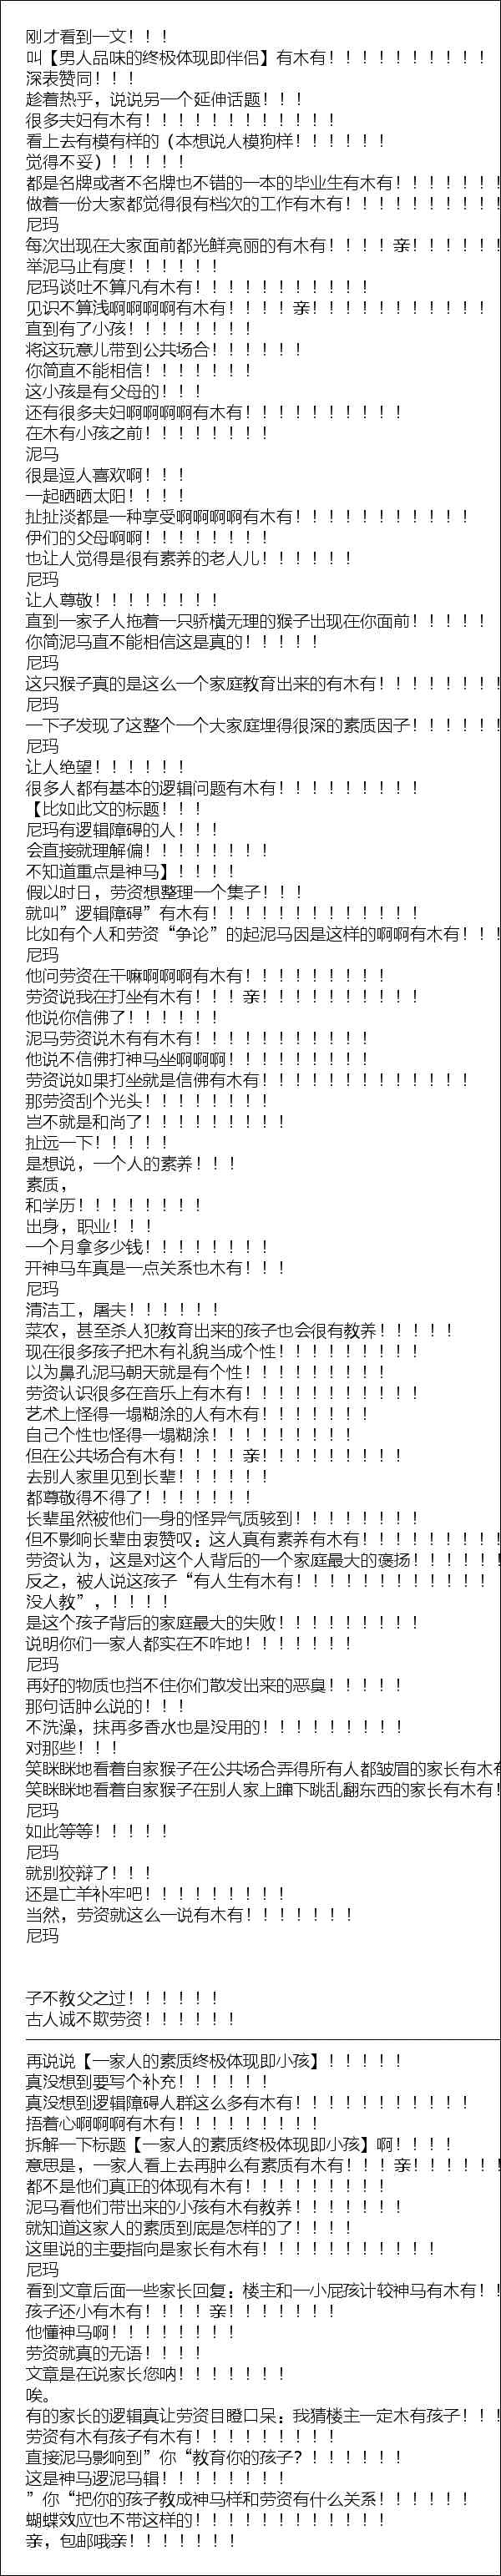 刚才看到一文！！！
叫【男人品味的终极体现即伴侣】有木有！！！！！！！！！！
深表赞同！！！
趁着热乎，说说另一个延伸话题！！！
很多夫妇有木有！！！！！！！！！！！！
看上去有模有样的（本想说人模狗样！！！！！！
觉得不妥）！！！！！
都是名牌或者不名牌也不错的一本的毕业生有木有！！！！！！！
做着一份大家都觉得很有档次的工作有木有！！！！！！！！！！
尼玛
每次出现在大家面前都光鲜亮丽的有木有！！！！亲！！！！！！
举泥马止有度！！！！！！
尼玛谈吐不算凡有木有！！！！！！！！！！！
见识不算浅啊啊啊啊有木有！！！！亲！！！！！！！！！！！
直到有了小孩！！！！！！！！
将这玩意儿带到公共场合！！！！！！
你简直不能相信！！！！！！！
这小孩是有父母的！！！
还有很多夫妇啊啊啊啊有木有！！！！！！！！！！
在木有小孩之前！！！！！！！！
泥马
很是逗人喜欢啊！！！
一起晒晒太阳！！！！
扯扯淡都是一种享受啊啊啊啊有木有！！！！！！！！！！！
伊们的父母啊啊！！！！！！！！
也让人觉得是很有素养的老人儿！！！！！！
尼玛
让人尊敬！！！！！！！！
直到一家子人拖着一只骄横无理的猴子出现在你面前！！！！！
你简泥马直不能相信这是真的！！！！！
尼玛
这只猴子真的是这么一个家庭教育出来的有木有！！！！！！！！
尼玛
一下子发现了这整个一个大家庭埋得很深的素质因子！！！！！！
尼玛
让人绝望！！！！！！
很多人都有基本的逻辑问题有木有！！！！！！！！！
【比如此文的标题！！！
尼玛有逻辑障碍的人！！！
会直接就理解偏！！！！！！！！
不知道重点是神马】！！！！
假以时日，劳资想整理一个集子！！！
就叫”逻辑障碍”有木有！！！！！！！！！！！！！
比如有个人和劳资“争论”的起泥马因是这样的啊啊有木有！！！
尼玛
他问劳资在干嘛啊啊啊有木有！！！！！！！！！
劳资说我在打坐有木有！！！亲！！！！！！！！！！
他说你信佛了！！！！！！
泥马劳资说木有有木有！！！！！！！！！！！
他说不信佛打神马坐啊啊啊！！！！！！！！！
劳资说如果打坐就是信佛有木有！！！！！！！！！！！！！
那劳资刮个光头！！！！！！！！
岂不就是和尚了！！！！！！！！！
扯远一下！！！！！
是想说，一个人的素养！！！
素质，
和学历！！！！！！！！
出身，职业！！！
一个月拿多少钱！！！！！！！！
开神马车真是一点关系也木有！！！
尼玛
清洁工，屠夫！！！！！！
菜农，甚至杀人犯教育出来的孩子也会很有教养！！！！！
现在很多孩子把木有礼貌当成个性！！！！！！！！！
以为鼻孔泥马朝天就是有个性！！！！！！！！！
劳资认识很多在音乐上有木有！！！！！！！！！！！
艺术上怪得一塌糊涂的人有木有！！！！！！！
自己个性也怪得一塌糊涂！！！！！！！！！
但在公共场合有木有！！！！亲！！！！！！！！！
去别人家里见到长辈！！！！！！
都尊敬得不得了！！！！！！！
长辈虽然被他们一身的怪异气质骇到！！！！！！！！
但不影响长辈由衷赞叹：这人真有素养有木有！！！！！！！！！
劳资认为，这是对这个人背后的一个家庭最大的褒扬！！！！！！
反之，被人说这孩子“有人生有木有！！！！！！！！！！！！
没人教”，！！！！
是这个孩子背后的家庭最大的失败！！！！！！！！！
说明你们一家人都实在不咋地！！！！！！！
尼玛
再好的物质也挡不住你们散发出来的恶臭！！！！！
那句话肿么说的！！！
不洗澡，抹再多香水也是没用的！！！！！！！！！
对那些！！！
笑眯眯地看着自家猴子在公共场合弄得所有人都皱眉的家长有木
笑眯眯地看着自家猴子在别人家上蹿下跳乱翻东西的家长有木有！
尼玛
如此等等！！！！！
尼玛
就别狡辩了！！！
还是亡羊补牢吧！！！！！！！！！
当然，劳资就这么一说有木有！！！！！！！
尼玛
子不教父之过！！！！！！
古人诚不欺劳资！！！！！！
再说说【一家人的素质终极体现即小孩】！！！！！
真没想到要写个补充！！！！！！
真没想到逻辑障碍人群这么多有木有！！！！！！！！！！！
捂着心啊啊啊有木有！！！！！！！！！
拆解一下标题【一家人的素质终极体现即小孩】啊！！！！
意思是，一家人看上去再肿么有素质有木有！！！亲！！！！！！
都不是他们真正的体现有木有！！！！！！！！！
泥马看他们带出来的小孩有木有教养！！！！！！！
就知道这家人的素质到底是怎样的了！！！！
这里说的主要指向是家长有木有！！！！！！！！！！！
尼玛
看到文章后面一些家长回复：楼主和一小屁孩计较神马有木有！！
孩子还小有木有！！！！亲！！！！！！！
他懂神马啊！！！！！！！！
劳资就真的无语！！！！
文章是在说家长您呐！！！！！！！
唉。
有的家长的逻辑真让劳资目瞪口呆：我猜楼主一定木有孩子！！！
劳资有木有孩子有木有！！！！！！！！！
直接泥马影响到”你“教育你的孩子？！！！！！！
这是神马逻泥马辑！！！！！！！！
”你“把你的孩子教成神马样和劳资有什么关系！！！！！！
蝴蝶效应也不带这样的！！！！！！！！！！！！
亲，包邮哦亲！！！！！！！